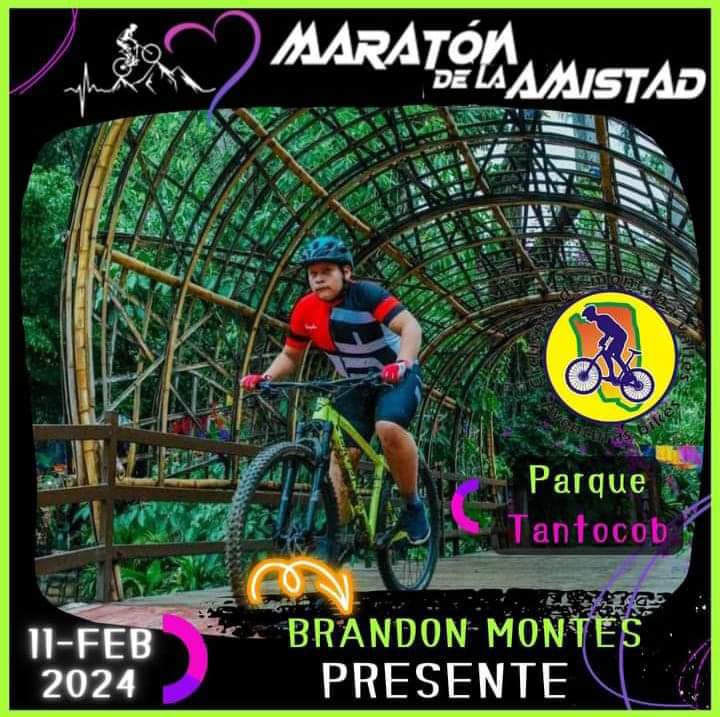 MARATÓN
DE LA AMISTAD
Parque
Tantocob
11-FEB
2024
BRANDON MONTES
PRESENTE